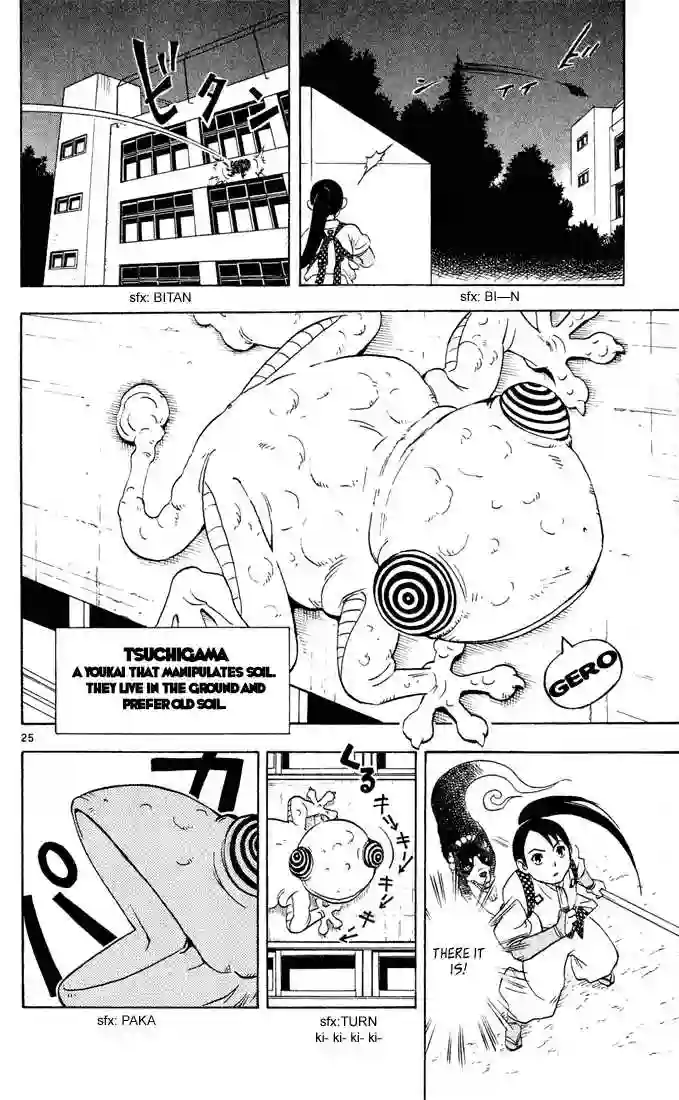 ビーーン
sfx: BI—N
ビタン
sfx: BITAN
GERO
TSUCHIGAMA
A YOUKAI THAT MANIPULATES SOIL.
THEY LIVE IN THE GROUND AND
PREFER OLD SOIL.
25
THERE IT
IS!
くる
キキキキ
sfx:TURN
ki- ki- ki- ki-
パカ
sfx: PAKA